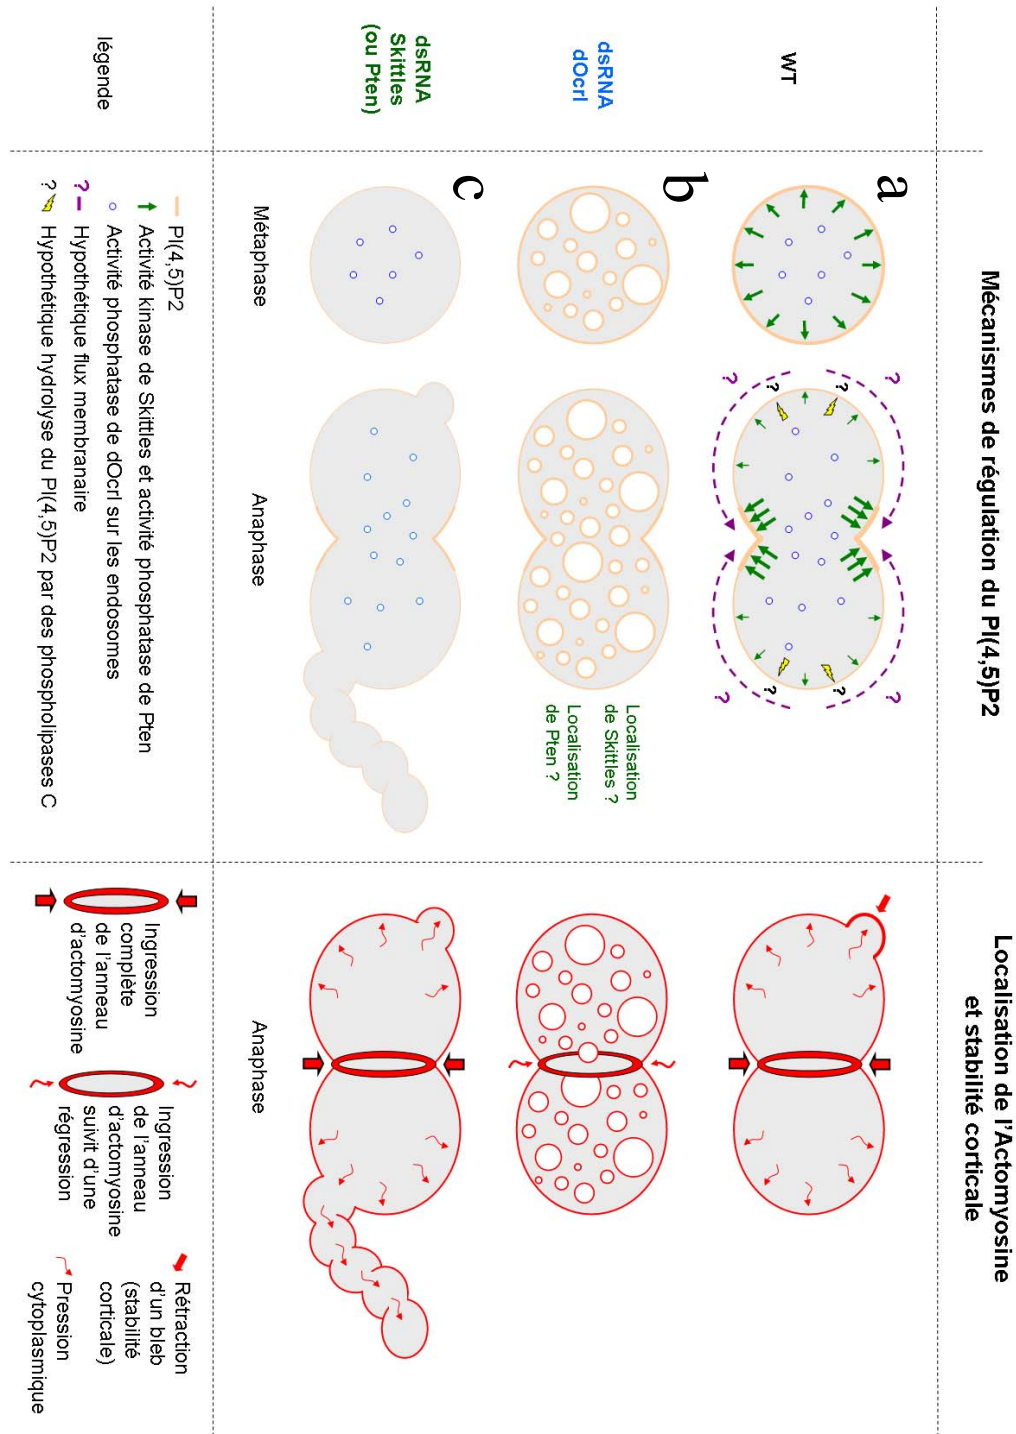 Mécanismes de régulation du PI(4,5)P2
Localisation de l'Actomyosine
et stabilité corticale
WT
a
?
?
?
?
?
?
?
?
dsRNA
dOcrl
b
Localisation
de Skittles ?
Localisation
de Pten ?
dsRNA
Skittles
(ou Pten)
c
Métaphase
Anaphase
Anaphase
légende
PI(4,5)P2
Activité kinase de Skittles et activité phosphatase de Pten
Activité phosphatase de dOcrl sur les endosomes
? Hypothétique flux membranaire
? Hypothétique hydrolyse du PI(4,5)P2 par des phospholipases C
Ingression
complète
de l'anneau
d'actomyosine
Ingression
de l'anneau
d'actomyosine
suivit d'une
régression
Rétraction
d'un bleb
(stabilité
corticale)
Pression
cytoplasmique